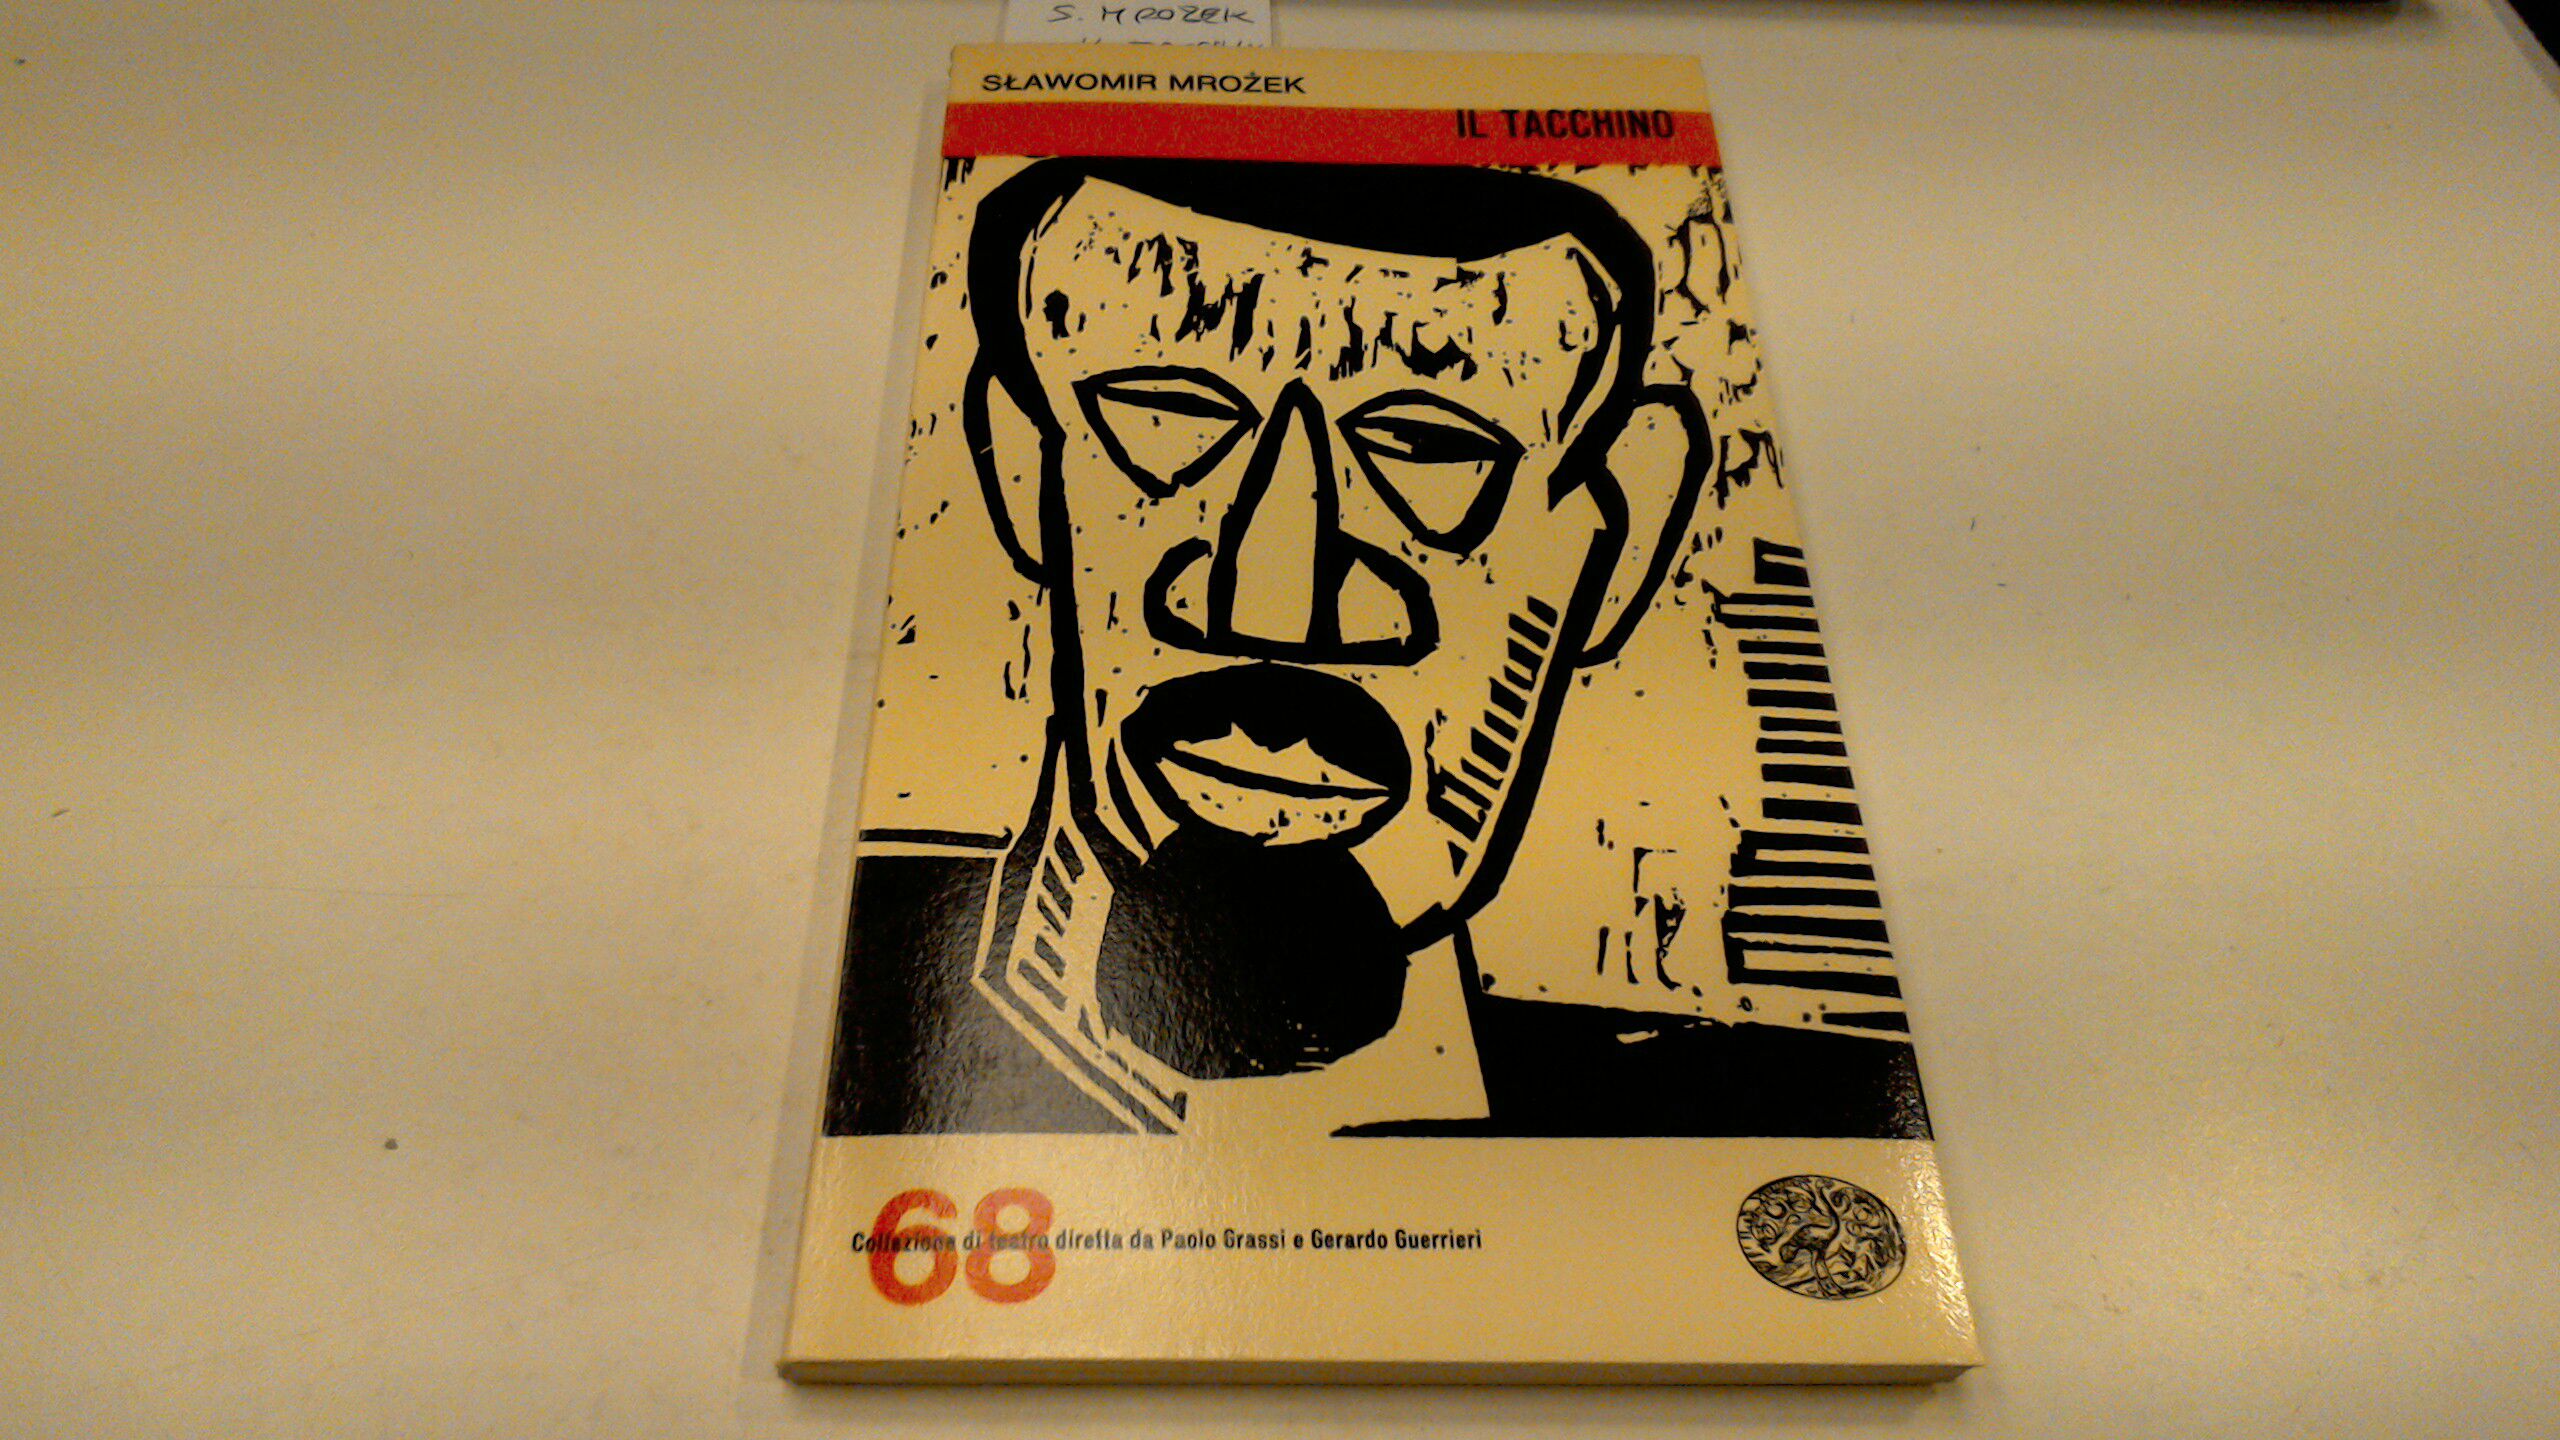 S. MROŻEK
SŁAWOMIR MROŻEK
IL TACCHINO
68
Collezione di teatro diretta da Paolo Grassi e Gerardo Guerrieri